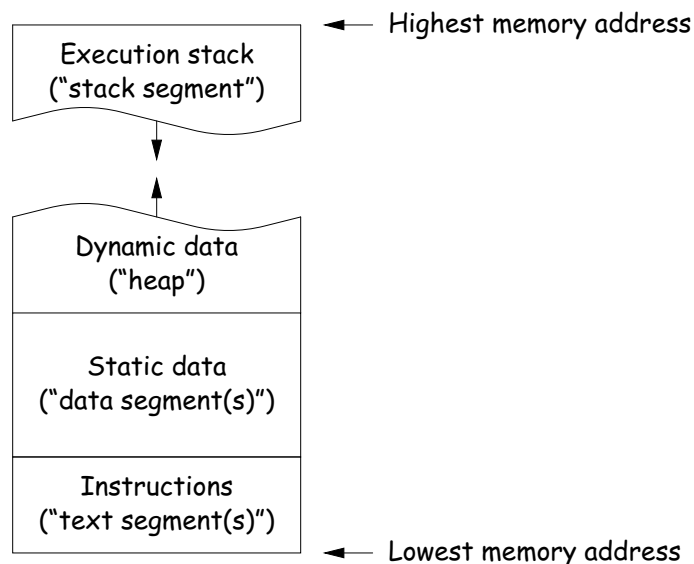 Highest memory address
Execution stack
(“stack segment”)
Dynamic data
(“heap”)
Static data
(“data segment(s)”)
Instructions
(“text segment(s)”)
Lowest memory address